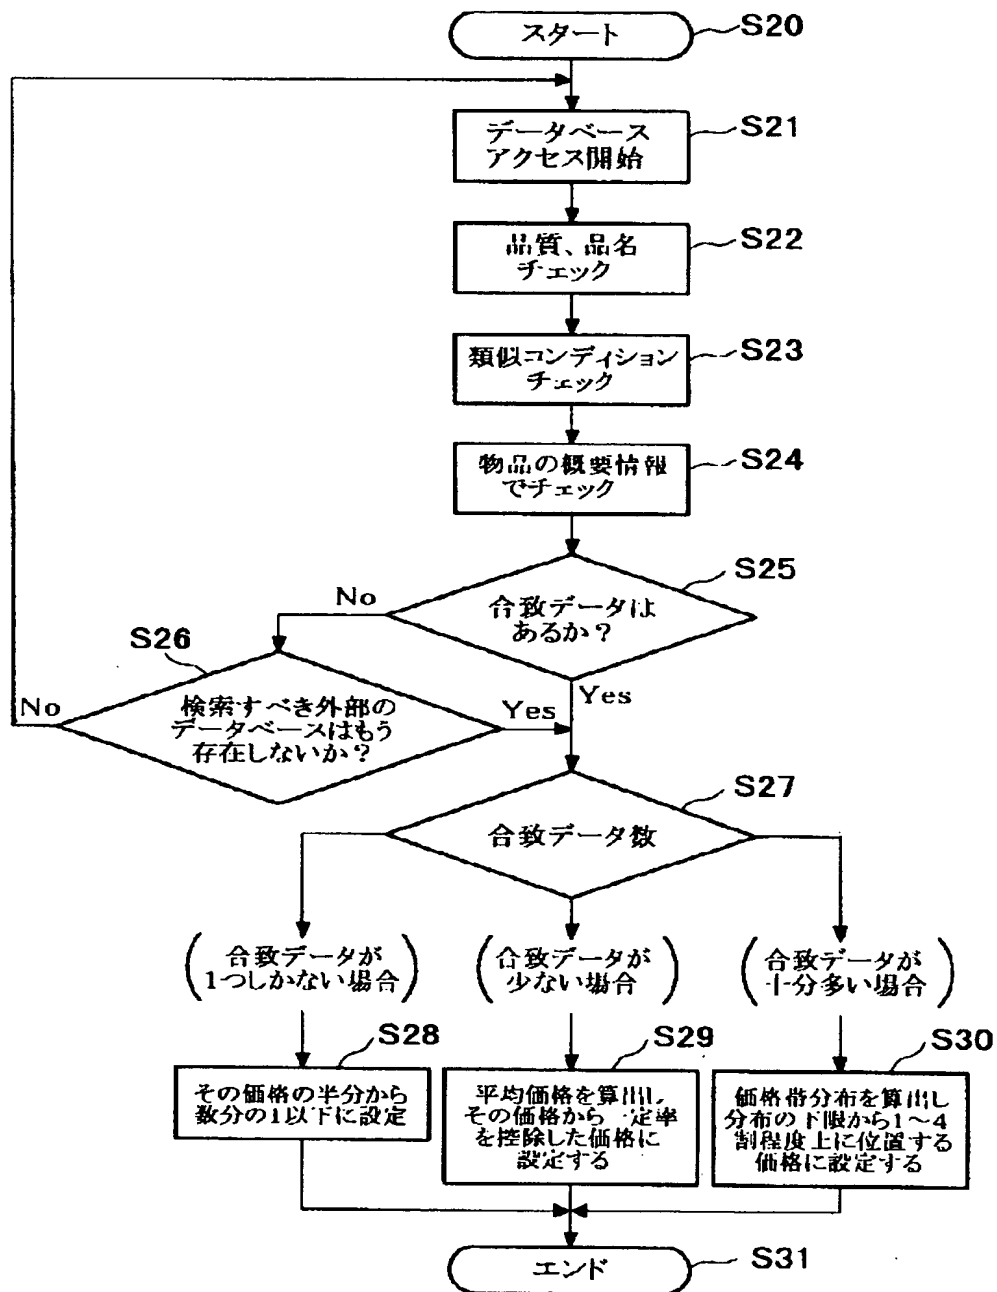 スタート
S20
データベース
アクセス開始
S21
品質、品名
チェック
S22
類似コンディション
チェック
S23
物品の概要情報
でチェック
S24
S25
合致データは
あるか?
No
Yes
S26
検索すべき外部の
データベースはもう
存在しないか?
No
Yes
S27
合致データ数
(合致データが
1つしかない場合)
(合致データが
少ない場合)
(合致データが
十分多い場合)
S28
その価格の半分から
数分の1以下に設定
S29
平均価格を算出し
その価格から一定率
を控除した価格に
設定する
S30
価格帯分布を算出し
分布の下限から1~4
割程度上に位置する
価格に設定する
エンド
S31